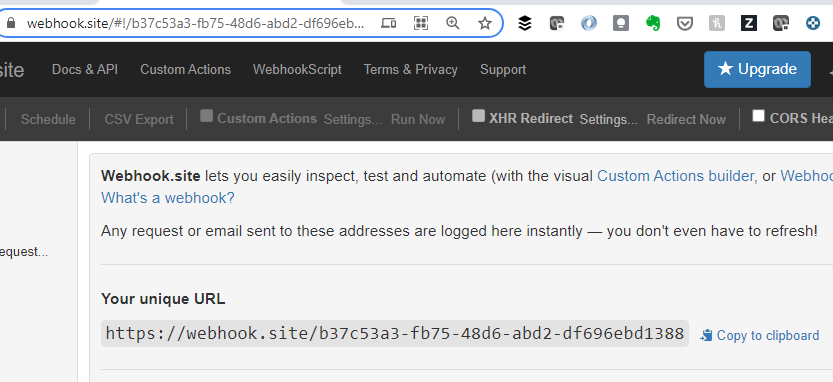 webhook.site/#!/b37c53a3-fb75-48d6-abd2-df696eb...
site Docs & API Custom Actions WebhookScript Terms & Privacy Support ★ Upgrade
Schedule CSV Export Custom Actions Settings... Run Now XHR Redirect Settings... Redirect Now CORS Hea
Webhook.site lets you easily inspect, test and automate (with the visual Custom Actions builder, or Webhoo
What's a webhook?
Any request or email sent to these addresses are logged here instantly — you don't even have to refresh!
equest...
Your unique URL
https://webhook.site/b37c53a3-fb75-48d6-abd2-df696ebd1388 Copy to clipboard